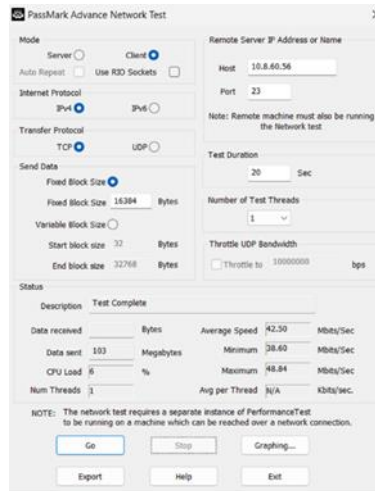 PassMark Advance Network Test
Mode
Server
Client
Auto Repeat
Use RIO Sockets
Internet Protocol
IPv4
IPv6
Transfer Protocol
TCP
UDP
Send Data
Fixed Block Size
Fixed Block Size 16384 Bytes
Variable Block Size
Start block size 32 Bytes
End block size 32768 Bytes
Remote Server IP Address or Name
Host 10.8.60.56
Port 23
Note: Remote machine must also be running
the Network test
Test Duration
20 Sec
Number of Test Threads
1
Throttle UDP Bandwidth
Throttle to 10000000 bps
Status
Description Test Complete
Data received Bytes Average Speed 42.50 Mbits/Sec
Data sent 103 Megabytes Minimum 38.60 Mbits/Sec
CPU Load 6 % Maximum 48.84 Mbits/Sec
Num Threads 1 Avg per Thread N/A Kbits/sec.
NOTE: The network test requires a separate instance of PerformanceTest
to be running on a machine which can be reached over a network connection.
Go Stop Graphing...
Export Help Exit